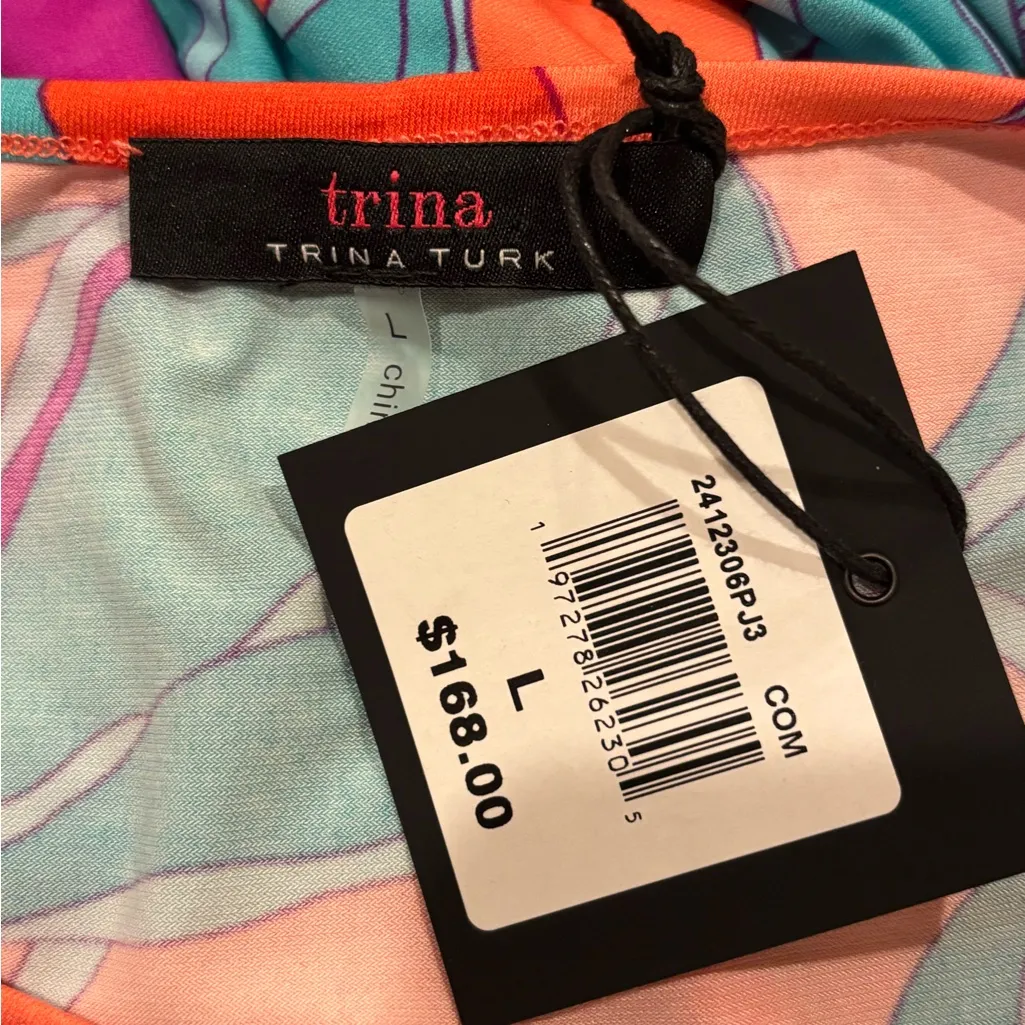 trina
TRINA TURK
L
2412306PJ3 COM
1 97278 26230 5
L
$168.00